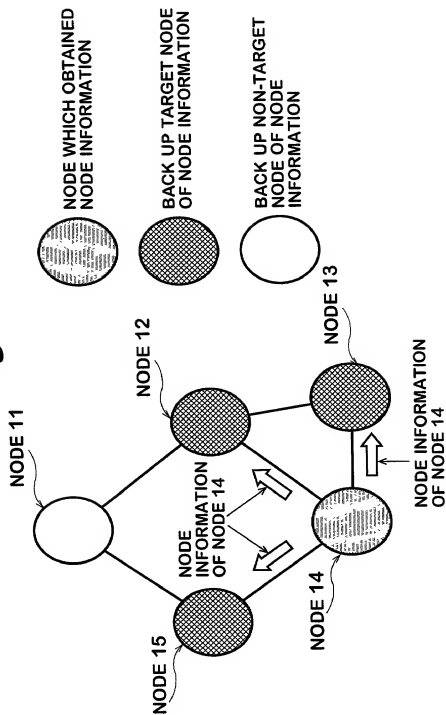 NODE 11
NODE 12
NODE 15
NODE
INFORMATION
OF NODE 14
NODE 14
NODE 13
NODE INFORMATION
OF NODE 14
NODE WHICH OBTAINED
NODE INFORMATION
BACK UP TARGET NODE
OF NODE INFORMATION
BACK UP NON-TARGET
NODE OF NODE
INFORMATION